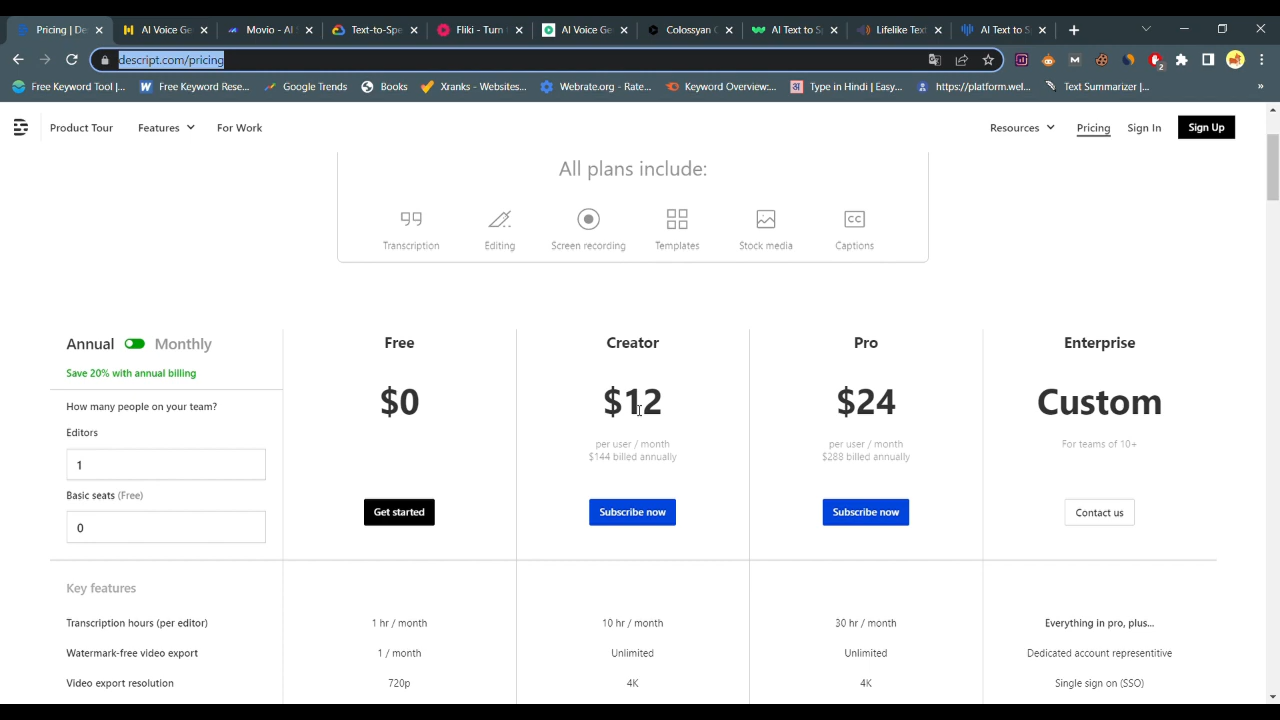 Pricing | De
AI Voice Ge
Movio - AI
Text-to-Spe
Fliki - Turn
AI Voice Ge
Colossyan C
AI Text to S
Lifelike Text
AI Text to S
descript.com/pricing
2
Free Keyword Tool |...
Free Keyword Rese...
Google Trends
Books
Xranks - Websites...
Webrate.org - Rate...
Keyword Overview:...
Type in Hindi | Easy...
https://platform.wel...
Text Summarizer |...
»
Product Tour
Features
For Work
Resources
Pricing
Sign In
Sign Up
All plans include:
Transcription
Editing
Screen recording
Templates
CC
Stock media
Captions
Annual Monthly
Save 20% with annual billing
How many people on your team?
Editors
1
Basic seats (Free)
0
Free
$0
Get started
Creator
$12
per user / month
$144 billed annually
Subscribe now
Pro
$24
per user / month
$288 billed annually
Subscribe now
Enterprise
Custom
For teams of 10+
Contact us
Key features
Transcription hours (per editor) 1 hr / month 10 hr / month 30 hr / month Everything in pro, plus...
Watermark-free video export 1 / month Unlimited Unlimited Dedicated account representitive
Video export resolution 720p 4K 4K Single sign on (SSO)